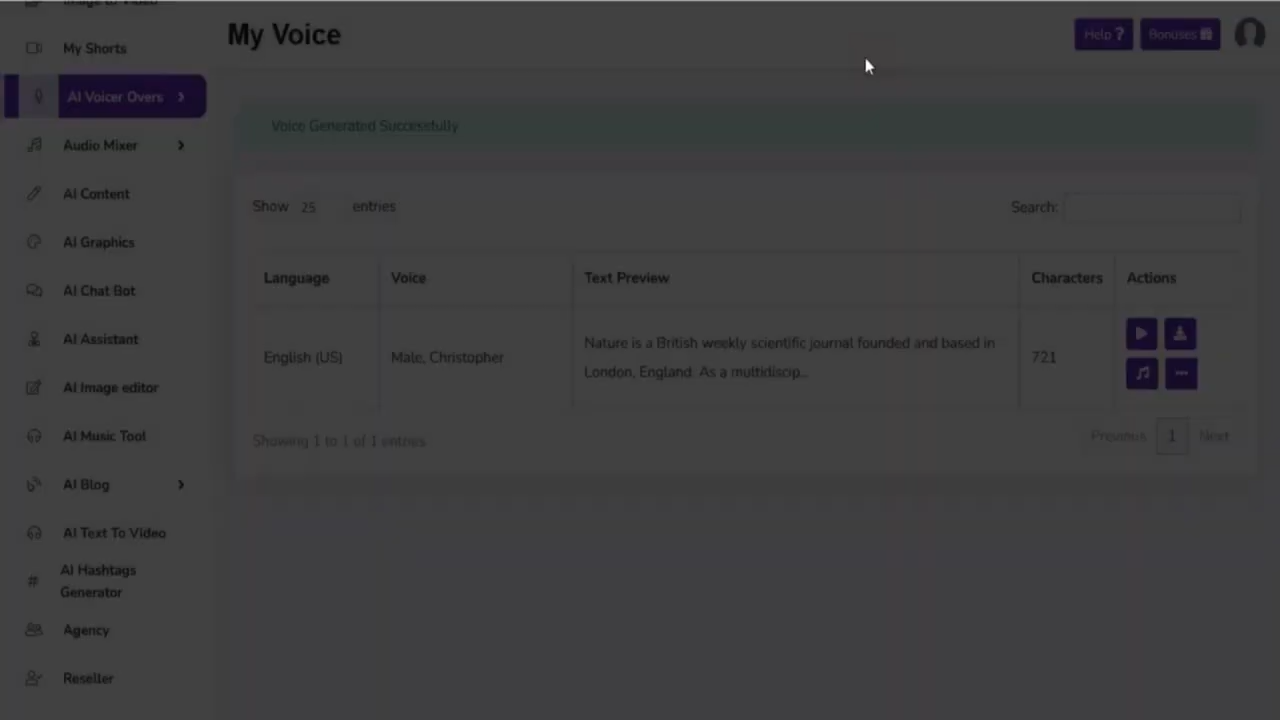 Image to Video
My Voice
Help ?
Bonuses
My Shorts
AI Voicer Overs
Voice Generated Successfully
Audio Mixer
AI Content
Show 25 entries
Search:
AI Graphics
Language Voice Text Preview Characters Actions
AI Chat Bot
AI Assistant
English (US) Male, Christopher
Nature is a British weekly scientific journal founded and based in
London, England. As a multidiscip...
721
AI Image editor
AI Music Tool
Showing 1 to 1 of 1 entries
Previous 1 Next
AI Blog
AI Text To Video
AI Hashtags
Generator
Agency
Reseller